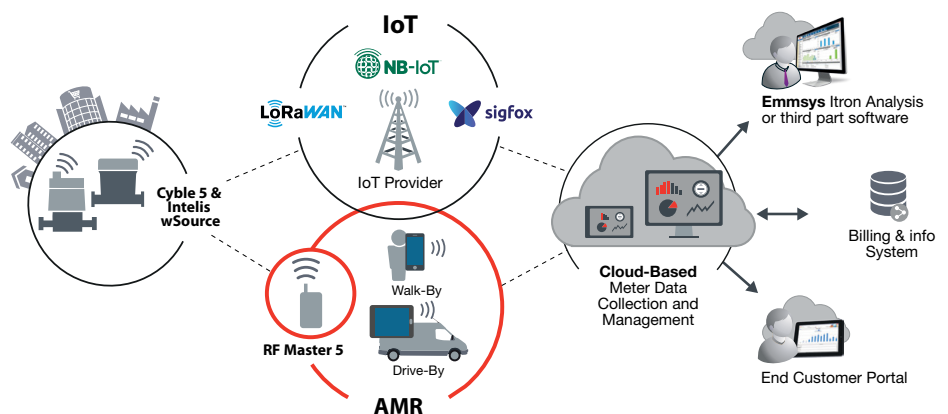 IoT
NB-IoT
LoRaWAN™
sigfox
IoT Provider
Cyble 5 &
Intelis
wSource
Walk-By
RF Master 5
Drive-By
AMR
Cloud-Based
Meter Data
Collection and
Management
Emmsys Itron Analysis
or third part software
Billing & info
System
End Customer Portal